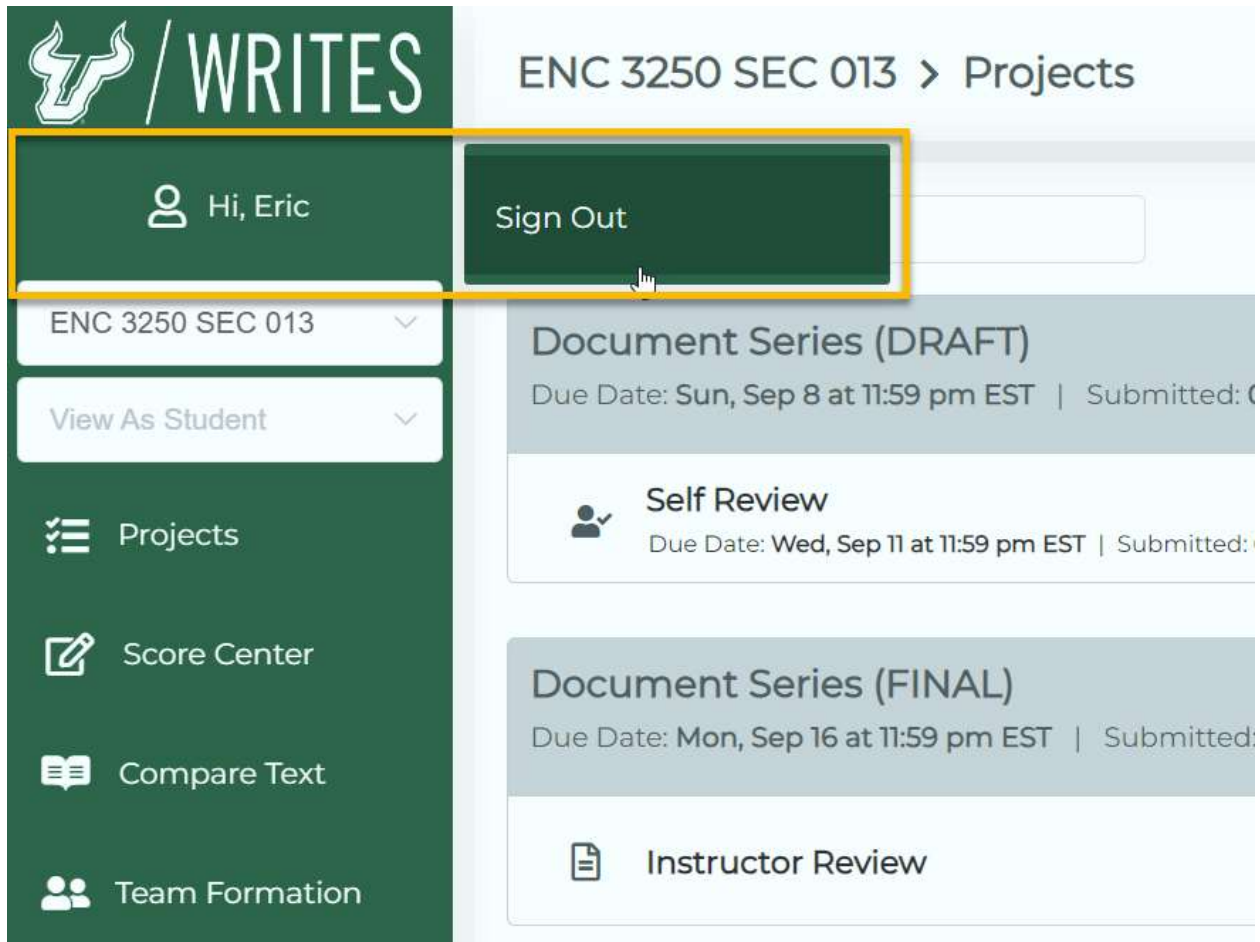 / WRITES
Hi, Eric
Sign Out
ENC 3250 SEC 013
View As Student
Projects
Score Center
Compare Text
Team Formation
ENC 3250 SEC 013 > Projects
Document Series (DRAFT)
Due Date: Sun, Sep 8 at 11:59 pm EST | Submitted:
Self Review
Due Date: Wed, Sep 11 at 11:59 pm EST | Submitted:
Document Series (FINAL)
Due Date: Mon, Sep 16 at 11:59 pm EST | Submitted:
Instructor Review